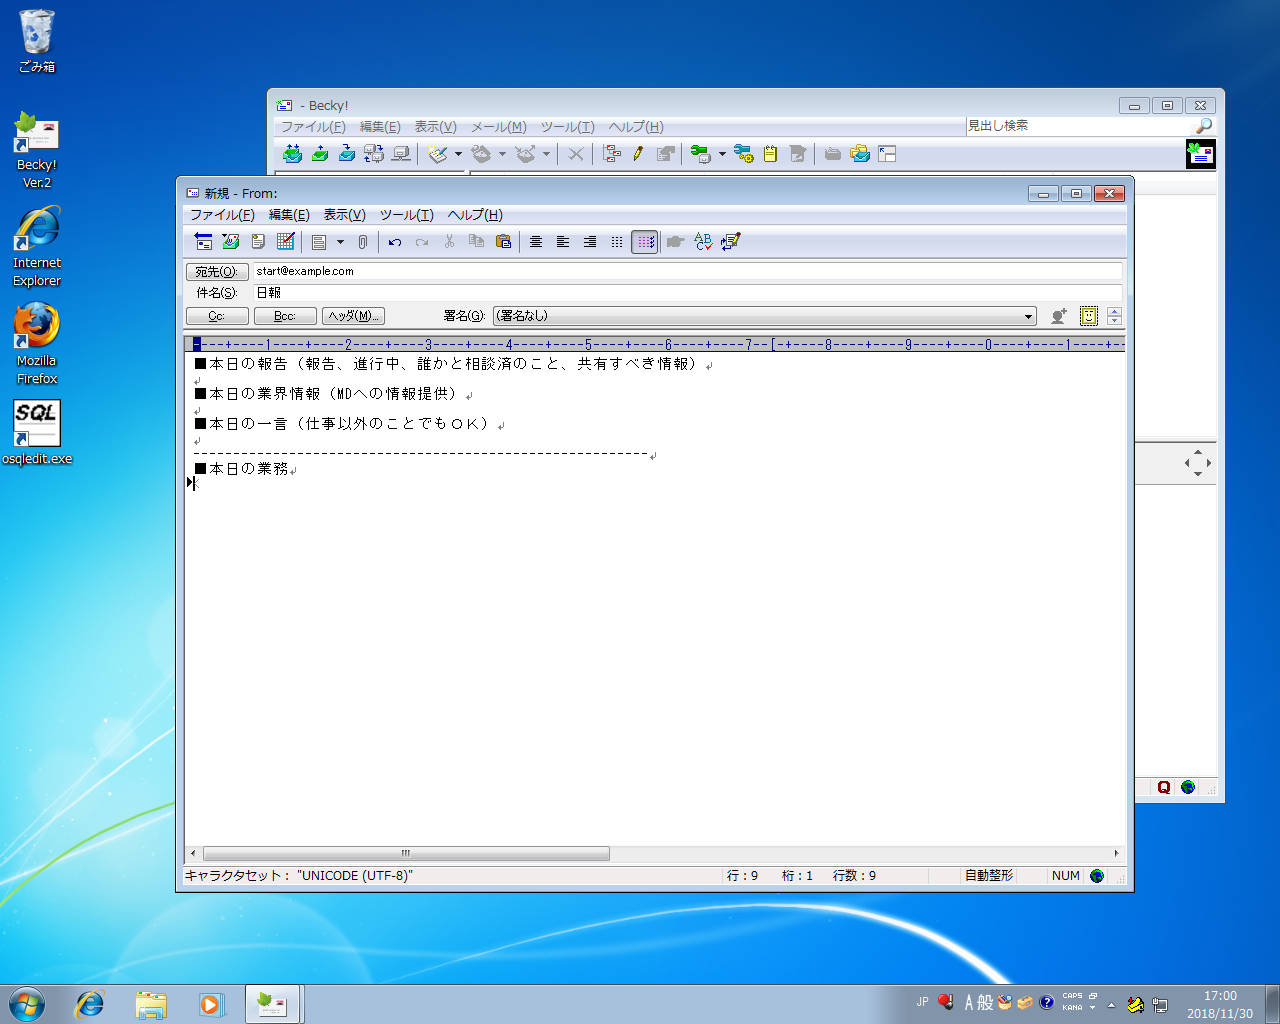 ごみ箱
Becky!
Ver.2
Internet
Explorer
Mozilla
Firefox
SQL
osqledit.exe
- Becky!
ファイル(F) 編集(E) 表示(V) メール(M) ツール(T) ヘルプ(H)
見出し検索
新規 - From:
ファイル(F) 編集(E) 表示(V) ツール(T) ヘルプ(H)
宛先(O): start@example.com
件名(S): 日報
Cc: Bcc: ヘッダ(M)... 署名(G): (署名なし)
----+----1----+----2----+----3----+----4----+----5----+----6----+----7--[-+----8----+----9----+----0----+----1----+--
■本日の報告（報告、進行中、誰かと相談済のこと、共有すべき情報）
■本日の業界情報（MDへの情報提供）
■本日の一言（仕事以外のことでもＯＫ）
---------------------------------------------------------
■本日の業務
キャラクタセット： "UNICODE (UTF-8)" 行：9 桁：1 行数：9 自動整形 NUM
Q
JP A 般 CAPS KANA
17:00
2018/11/30